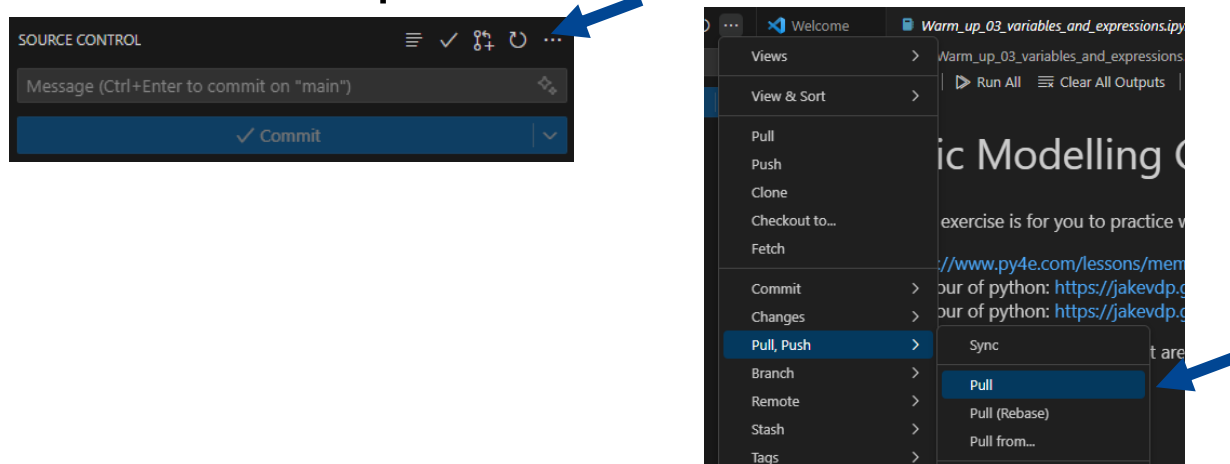 SOURCE CONTROL
Message (Ctrl+Enter to commit on "main")
Commit
Welcome
Warm_up_03_variables_and_expressions.ipy
Views
Warm_up_03_variables_and_expressions
Run All Clear All Outputs
View & Sort
Pull
ic Modelling
Push
Clone
Checkout to...
exercise is for you to practice
Fetch
://www.py4e.com/lessons/mem
Commit
our of python: https://jakevdp.g
Changes
our of python: https://jakevdp.g
Pull, Push
Sync
t are
Branch
Pull
Remote
Pull (Rebase)
Stash
Pull from...
Tags